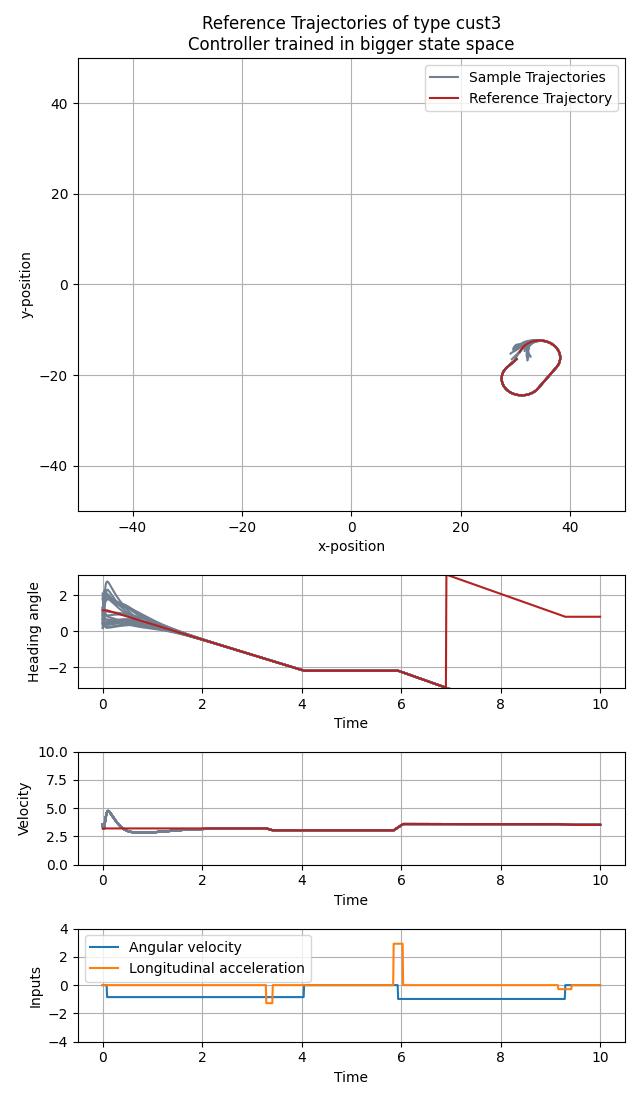 Reference Trajectories of type cust3
Controller trained in bigger state space
Sample Trajectories
Reference Trajectory
y-position
40
20
0
−20
−40
−40 −20 0 20 40
x-position
Heading angle
2
0
−2
0 2 4 6 8 10
Time
Velocity
10.0
7.5
5.0
2.5
0.0
0 2 4 6 8 10
Time
Inputs
4
2
0
−2
−4
Angular velocity
Longitudinal acceleration
0 2 4 6 8 10
Time